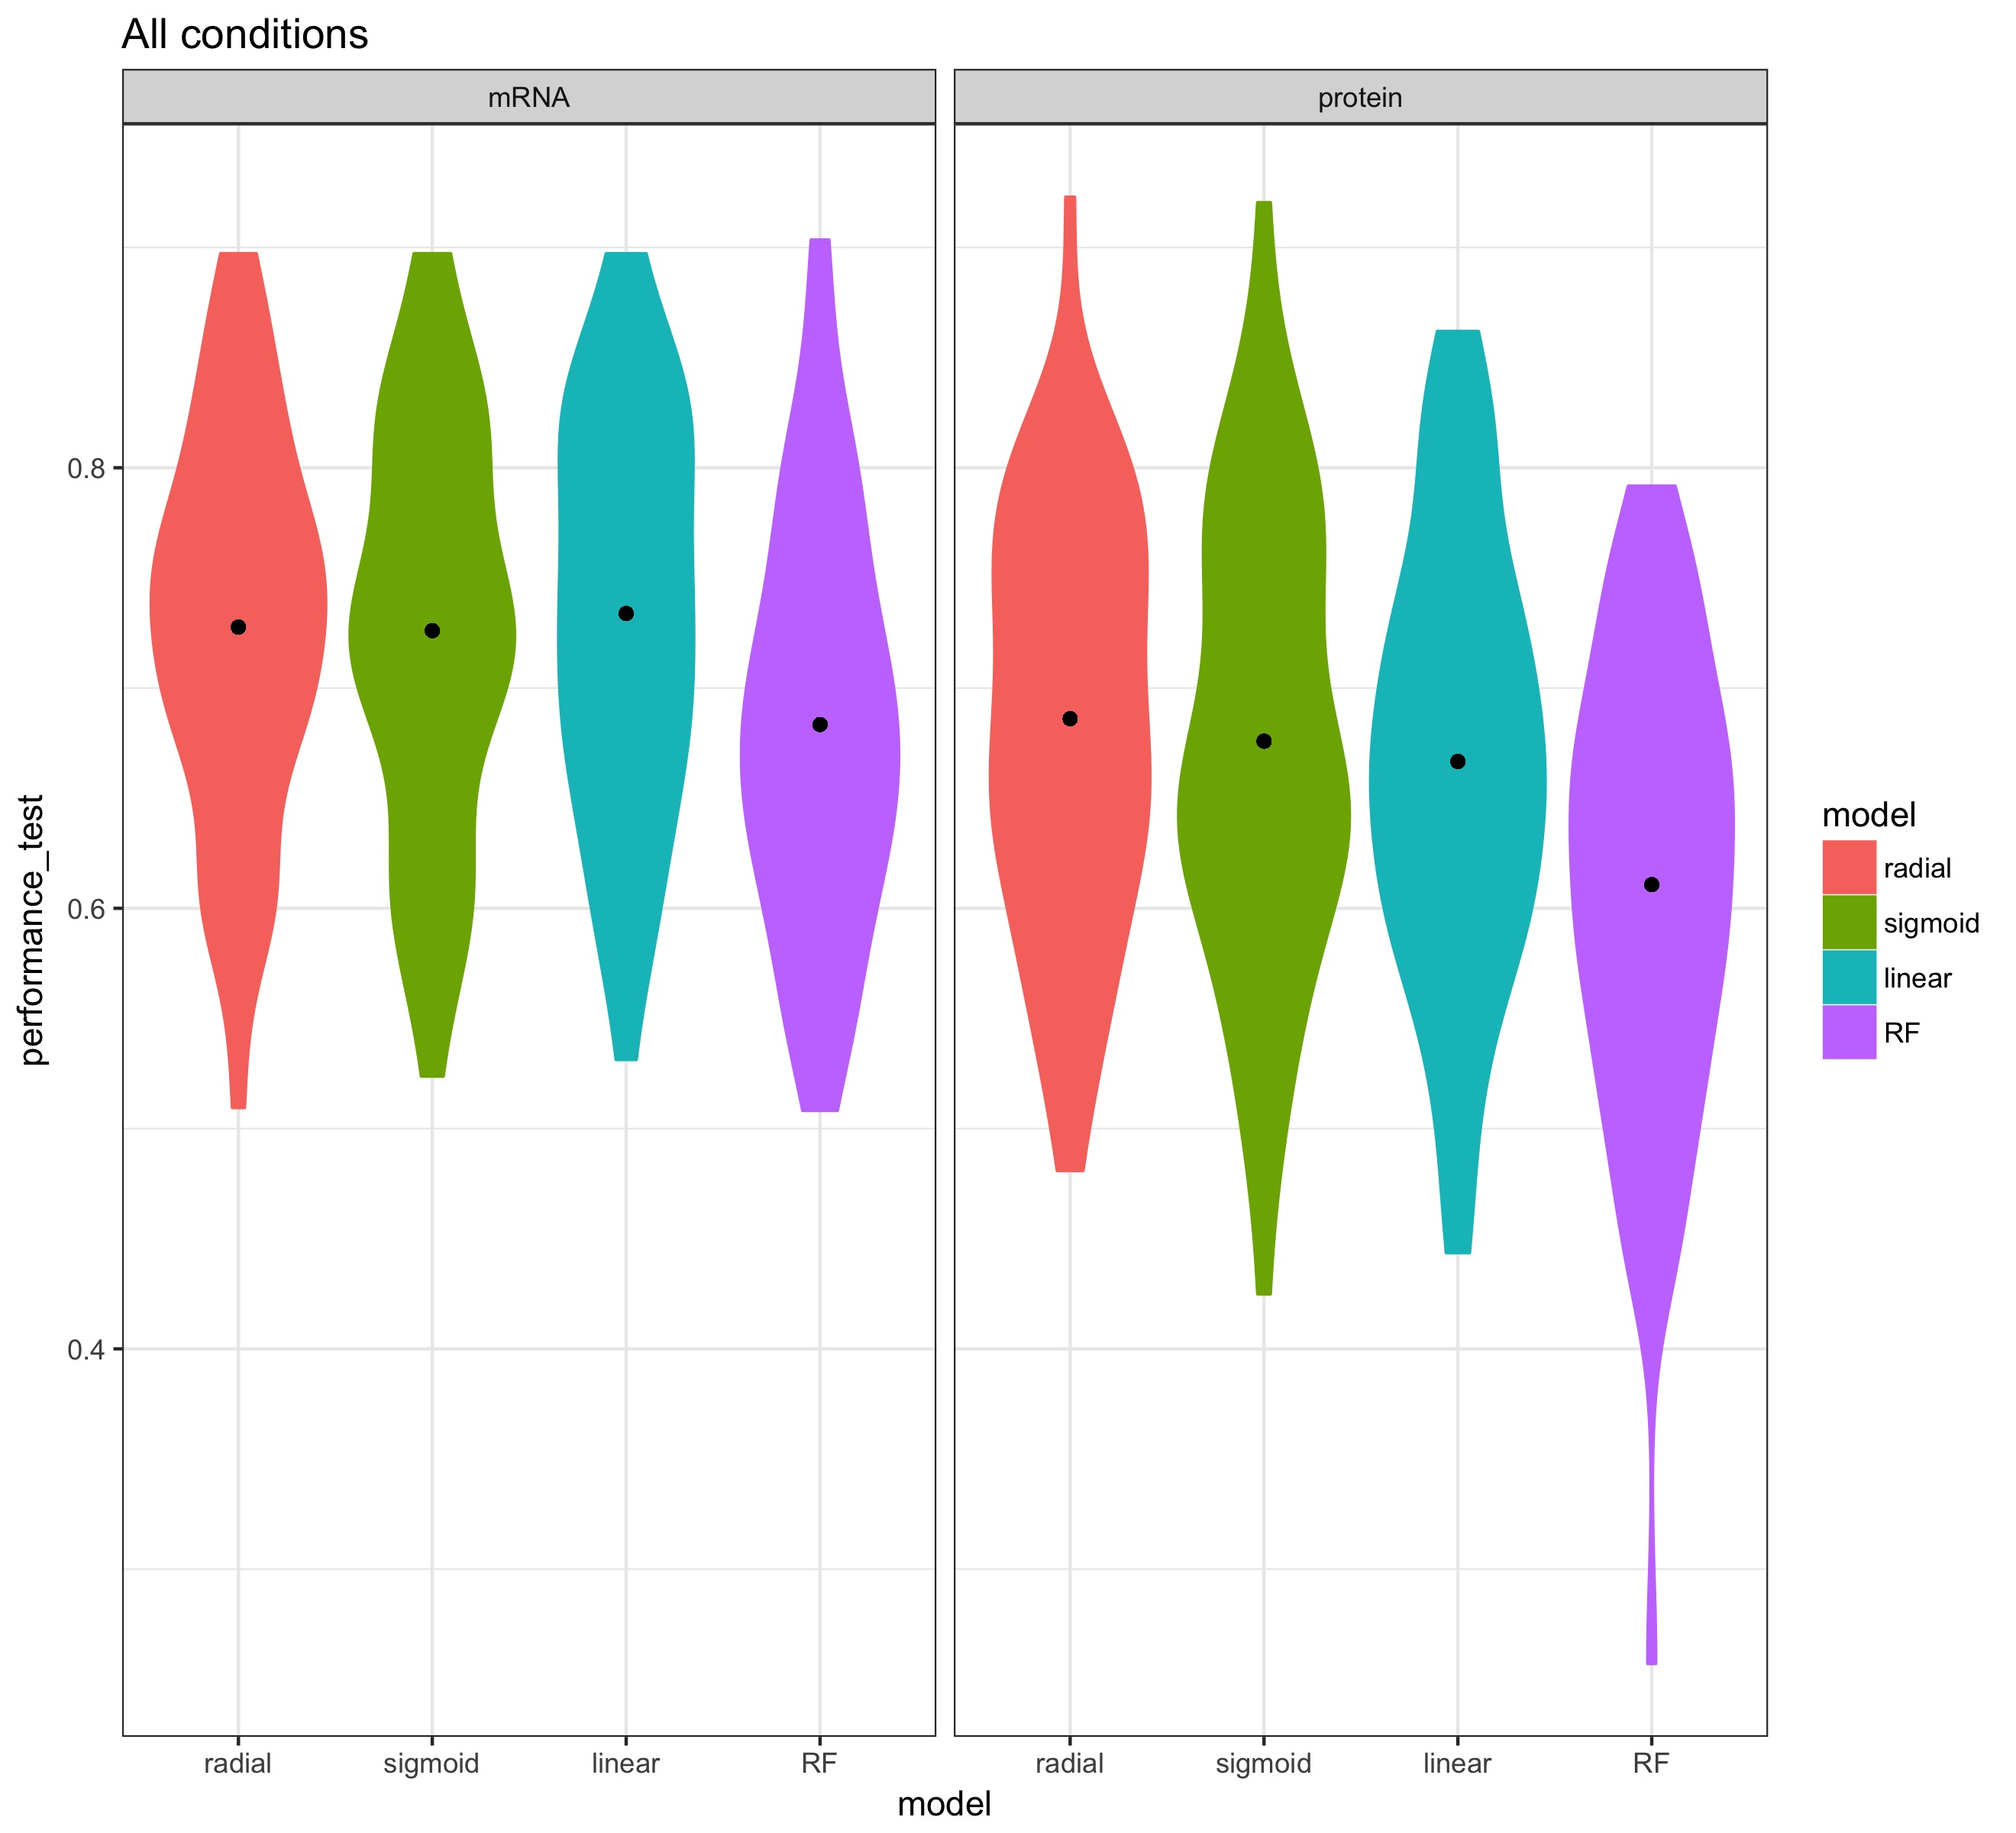 All conditions
mRNA
protein
performance_test
0.8
0.6
0.4
radial
sigmoid
linear
RF
radial
sigmoid
linear
RF
model
model
radial
sigmoid
linear
RF